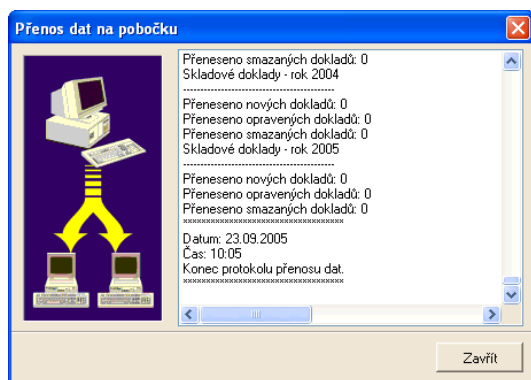 Přenos dat na pobočku
Přeneseno smazaných dokladů: 0
Skladové doklady - rok 2004
----------------------------------------
Přeneseno nových dokladů: 0
Přeneseno opravených dokladů: 0
Přeneseno smazaných dokladů: 0
Skladové doklady - rok 2005
----------------------------------------
Přeneseno nových dokladů: 0
Přeneseno opravených dokladů: 0
Přeneseno smazaných dokladů: 0
************************************
Datum: 23.09.2005
Čas: 10:05
Konec protokolu přenosu dat.
************************************
Zavřít